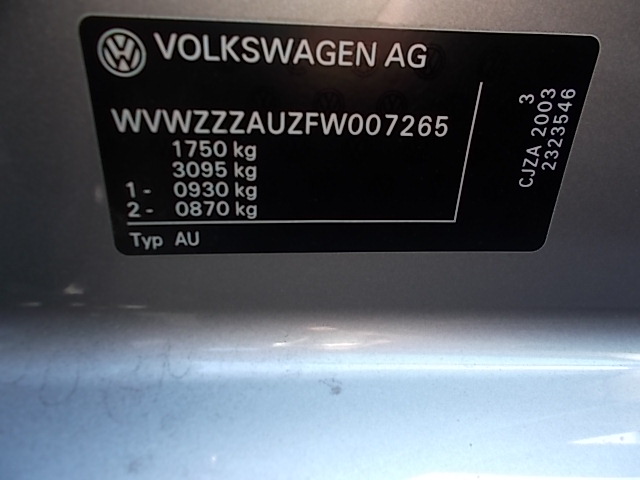 VOLKSWAGEN AG
WVWZZZAUZFW007265
1750 kg
3095 kg
1 - 0930 kg
2 - 0870 kg
Typ AU
3
CJZA 2003
2323546